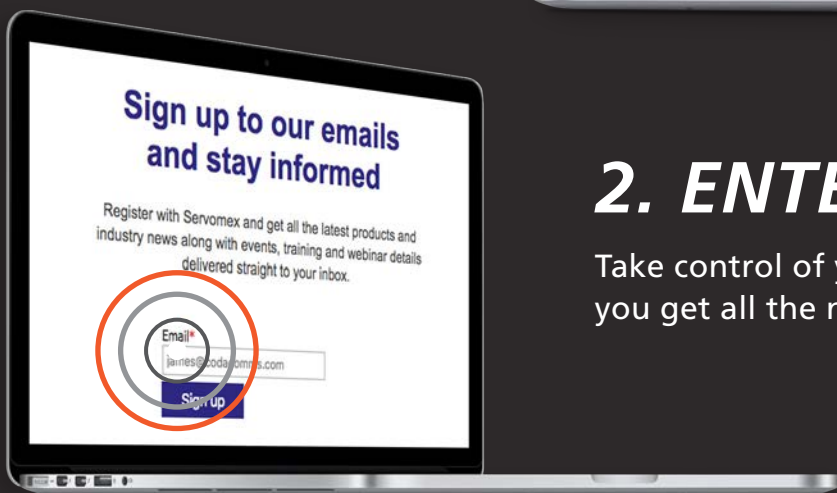 Sign up to our emails
and stay informed
Register with Servomex and get all the latest products and
industry news along with events, training and webinar details
delivered straight to your inbox.
Email*
Sign up
2. ENTE
Take control of
you get all the